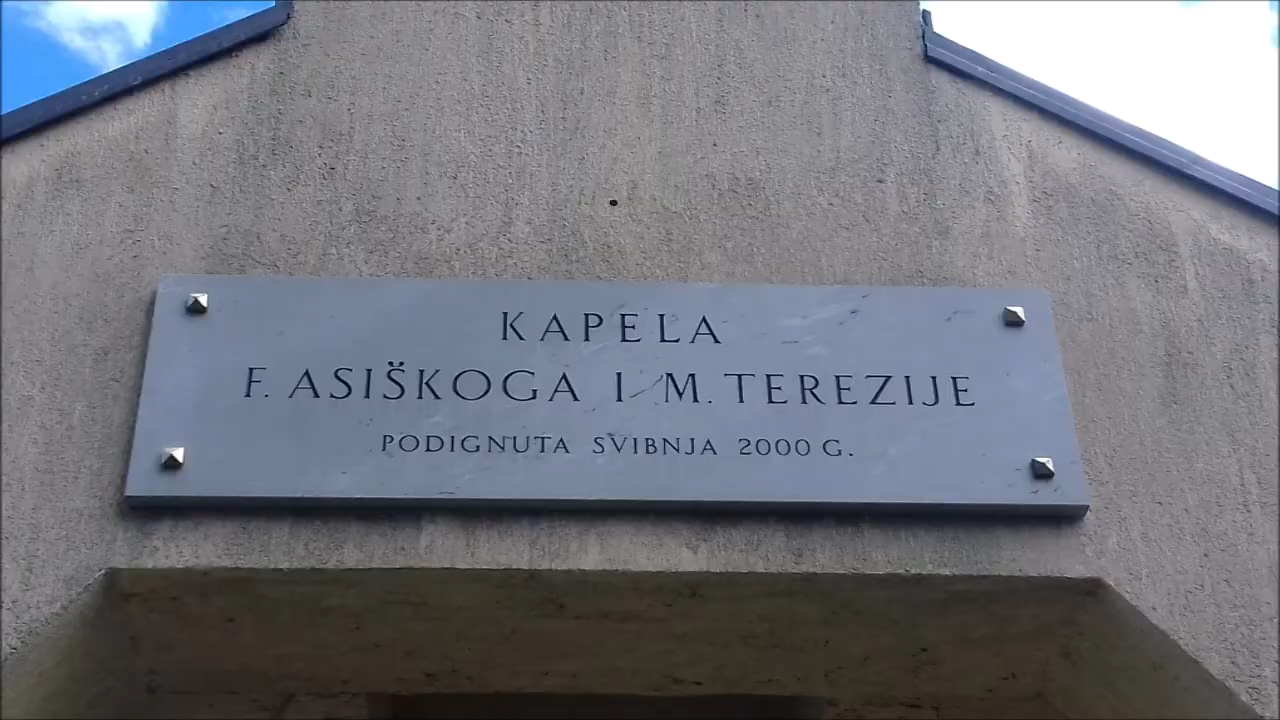 KAPELA
F. ASIŠKOGA I M. TEREZIJE
PODIGNUTA SVIBNJA 2000 G.